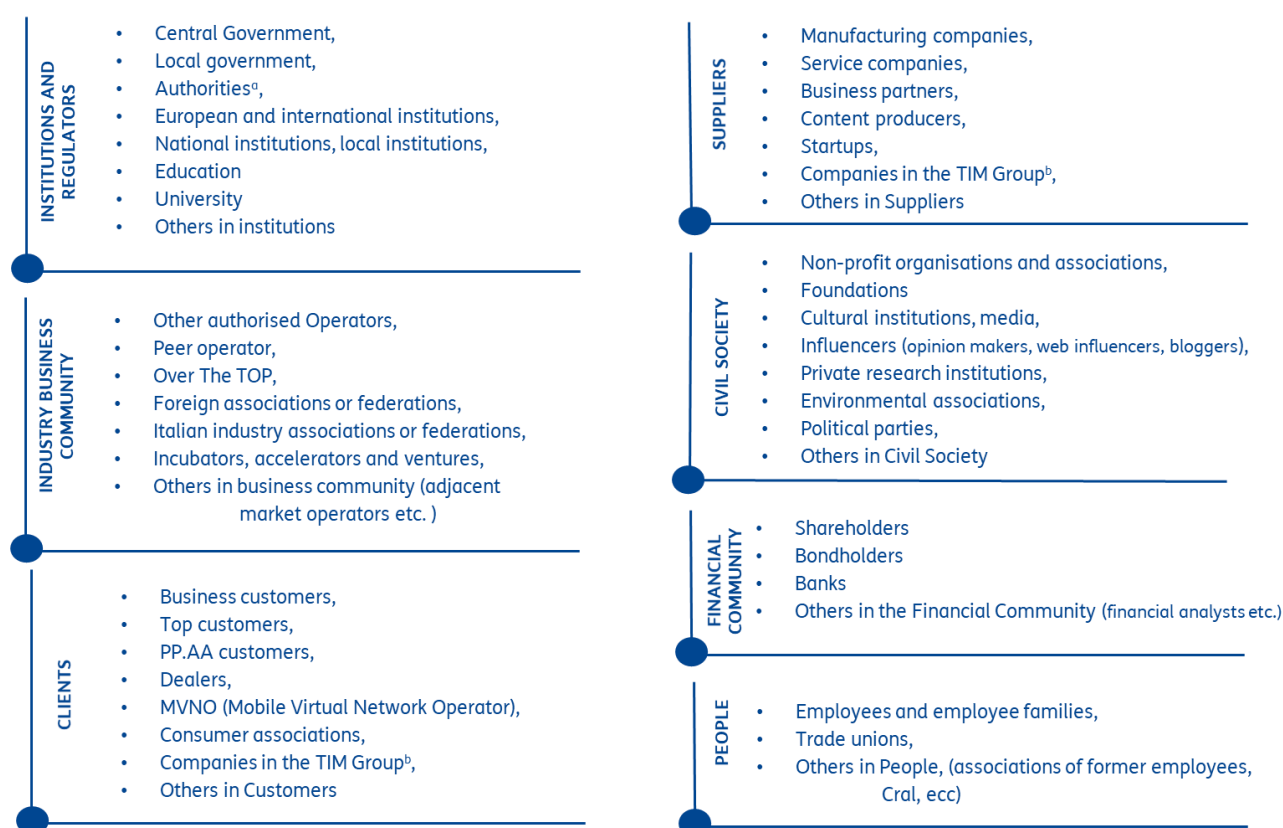 INSTITUTIONS AND
REGULATORS
• Central Government,
• Local government,
• Authoritiesᵃ,
• European and international institutions,
• National institutions, local institutions,
• Education
• University
• Others in institutions
INDUSTRY BUSINESS
COMMUNITY
• Other authorised Operators,
• Peer operator,
• Over The TOP,
• Foreign associations or federations,
• Italian industry associations or federations,
• Incubators, accelerators and ventures,
• Others in business community (adjacent
market operators etc. )
CLIENTS
• Business customers,
• Top customers,
• PP.AA customers,
• Dealers,
• MVNO (Mobile Virtual Network Operator),
• Consumer associations,
• Companies in the TIM Groupᵇ,
• Others in Customers
SUPPLIERS
• Manufacturing companies,
• Service companies,
• Business partners,
• Content producers,
• Startups,
• Companies in the TIM Groupᵇ,
• Others in Suppliers
CIVIL SOCIETY
• Non-profit organisations and associations,
• Foundations
• Cultural institutions, media,
• Influencers (opinion makers, web influencers, bloggers),
• Private research institutions,
• Environmental associations,
• Political parties,
• Others in Civil Society
FINANCIAL
COMMUNITY
• Shareholders
• Bondholders
• Banks
• Others in the Financial Community (financial analysts etc.)
PEOPLE
• Employees and employee families,
• Trade unions,
• Others in People, (associations of former employees,
Cral, ecc)